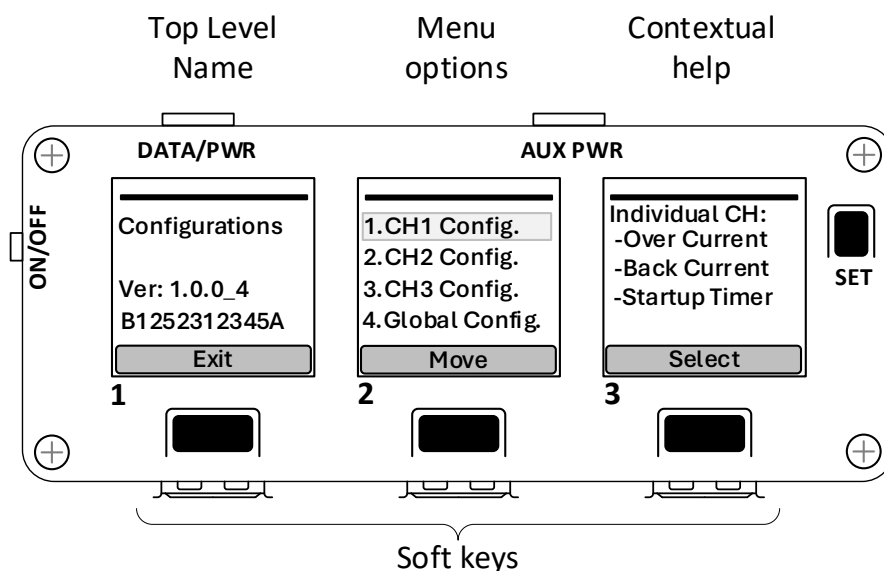 Top Level
Name
Menu
options
Contextual
help
DATA/PWR
AUX PWR
ON/OFF
Configurations
Ver: 1.0.0_4
B1252312345A
Exit
1
1.CH1 Config.
2.CH2 Config.
3.CH3 Config.
4.Global Config.
Move
2
Individual CH:
-Over Current
-Back Current
-Startup Timer
Select
3
SET
Soft keys